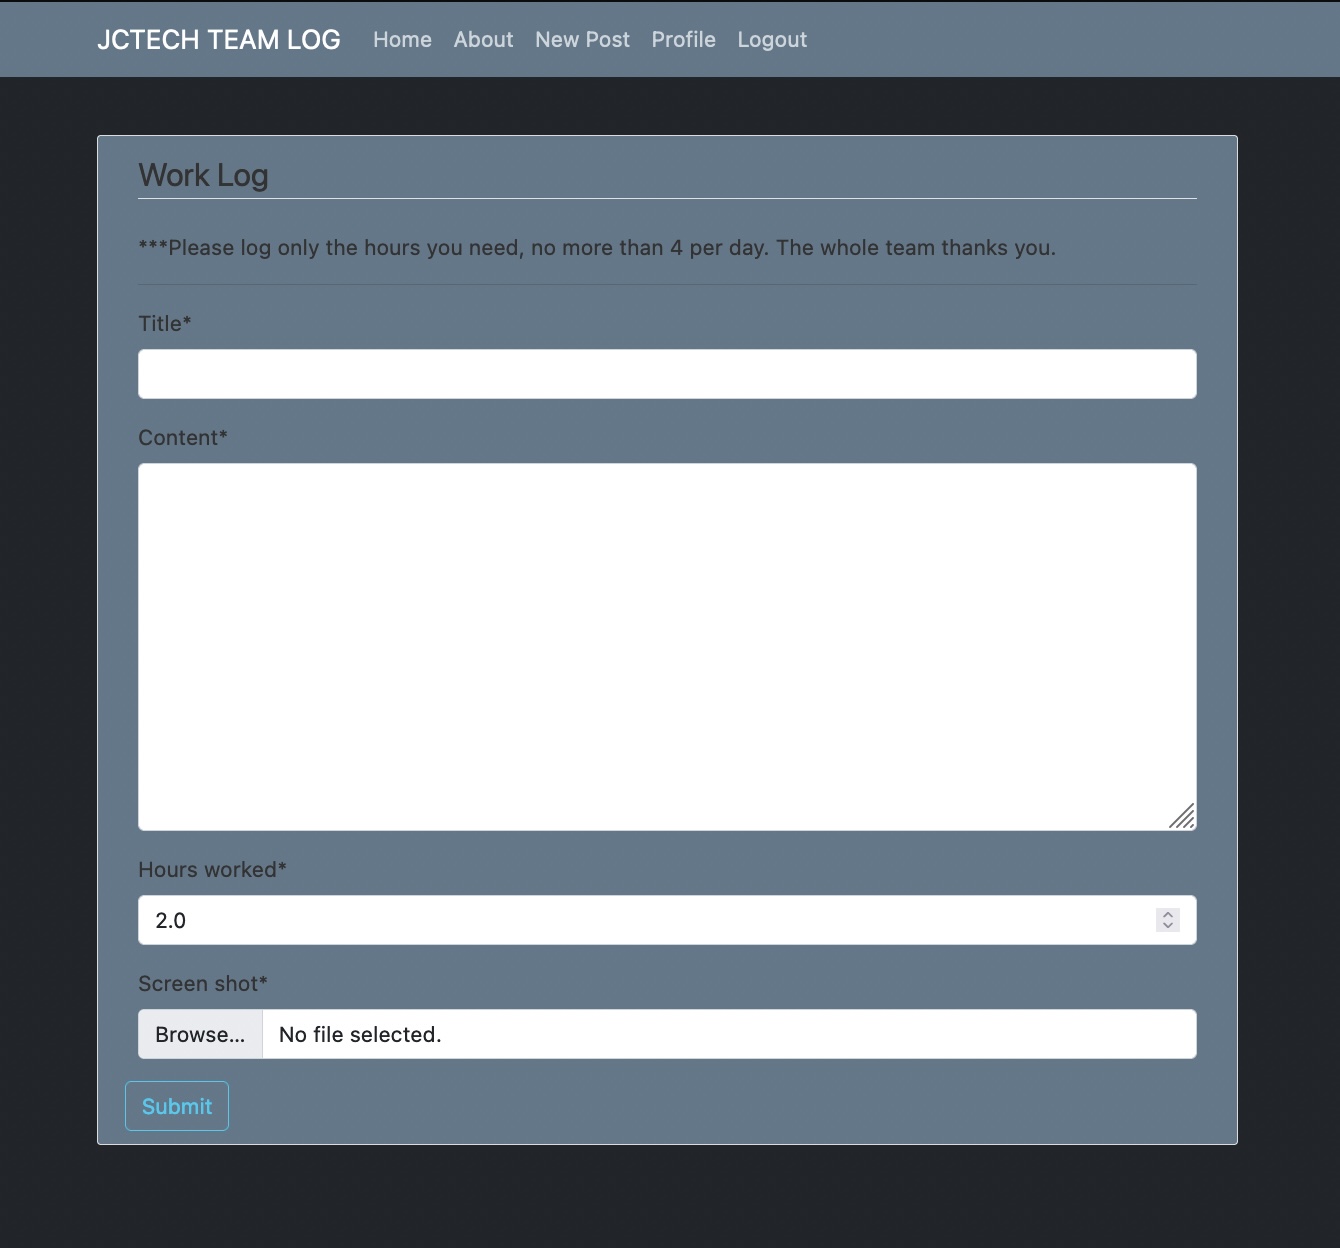 JCTECH TEAM LOG Home About New Post Profile Logout
Work Log
***Please log only the hours you need, no more than 4 per day. The whole team thanks you.
Title*
Content*
Hours worked*
2.0
Screen shot*
Browse... No file selected.
Submit